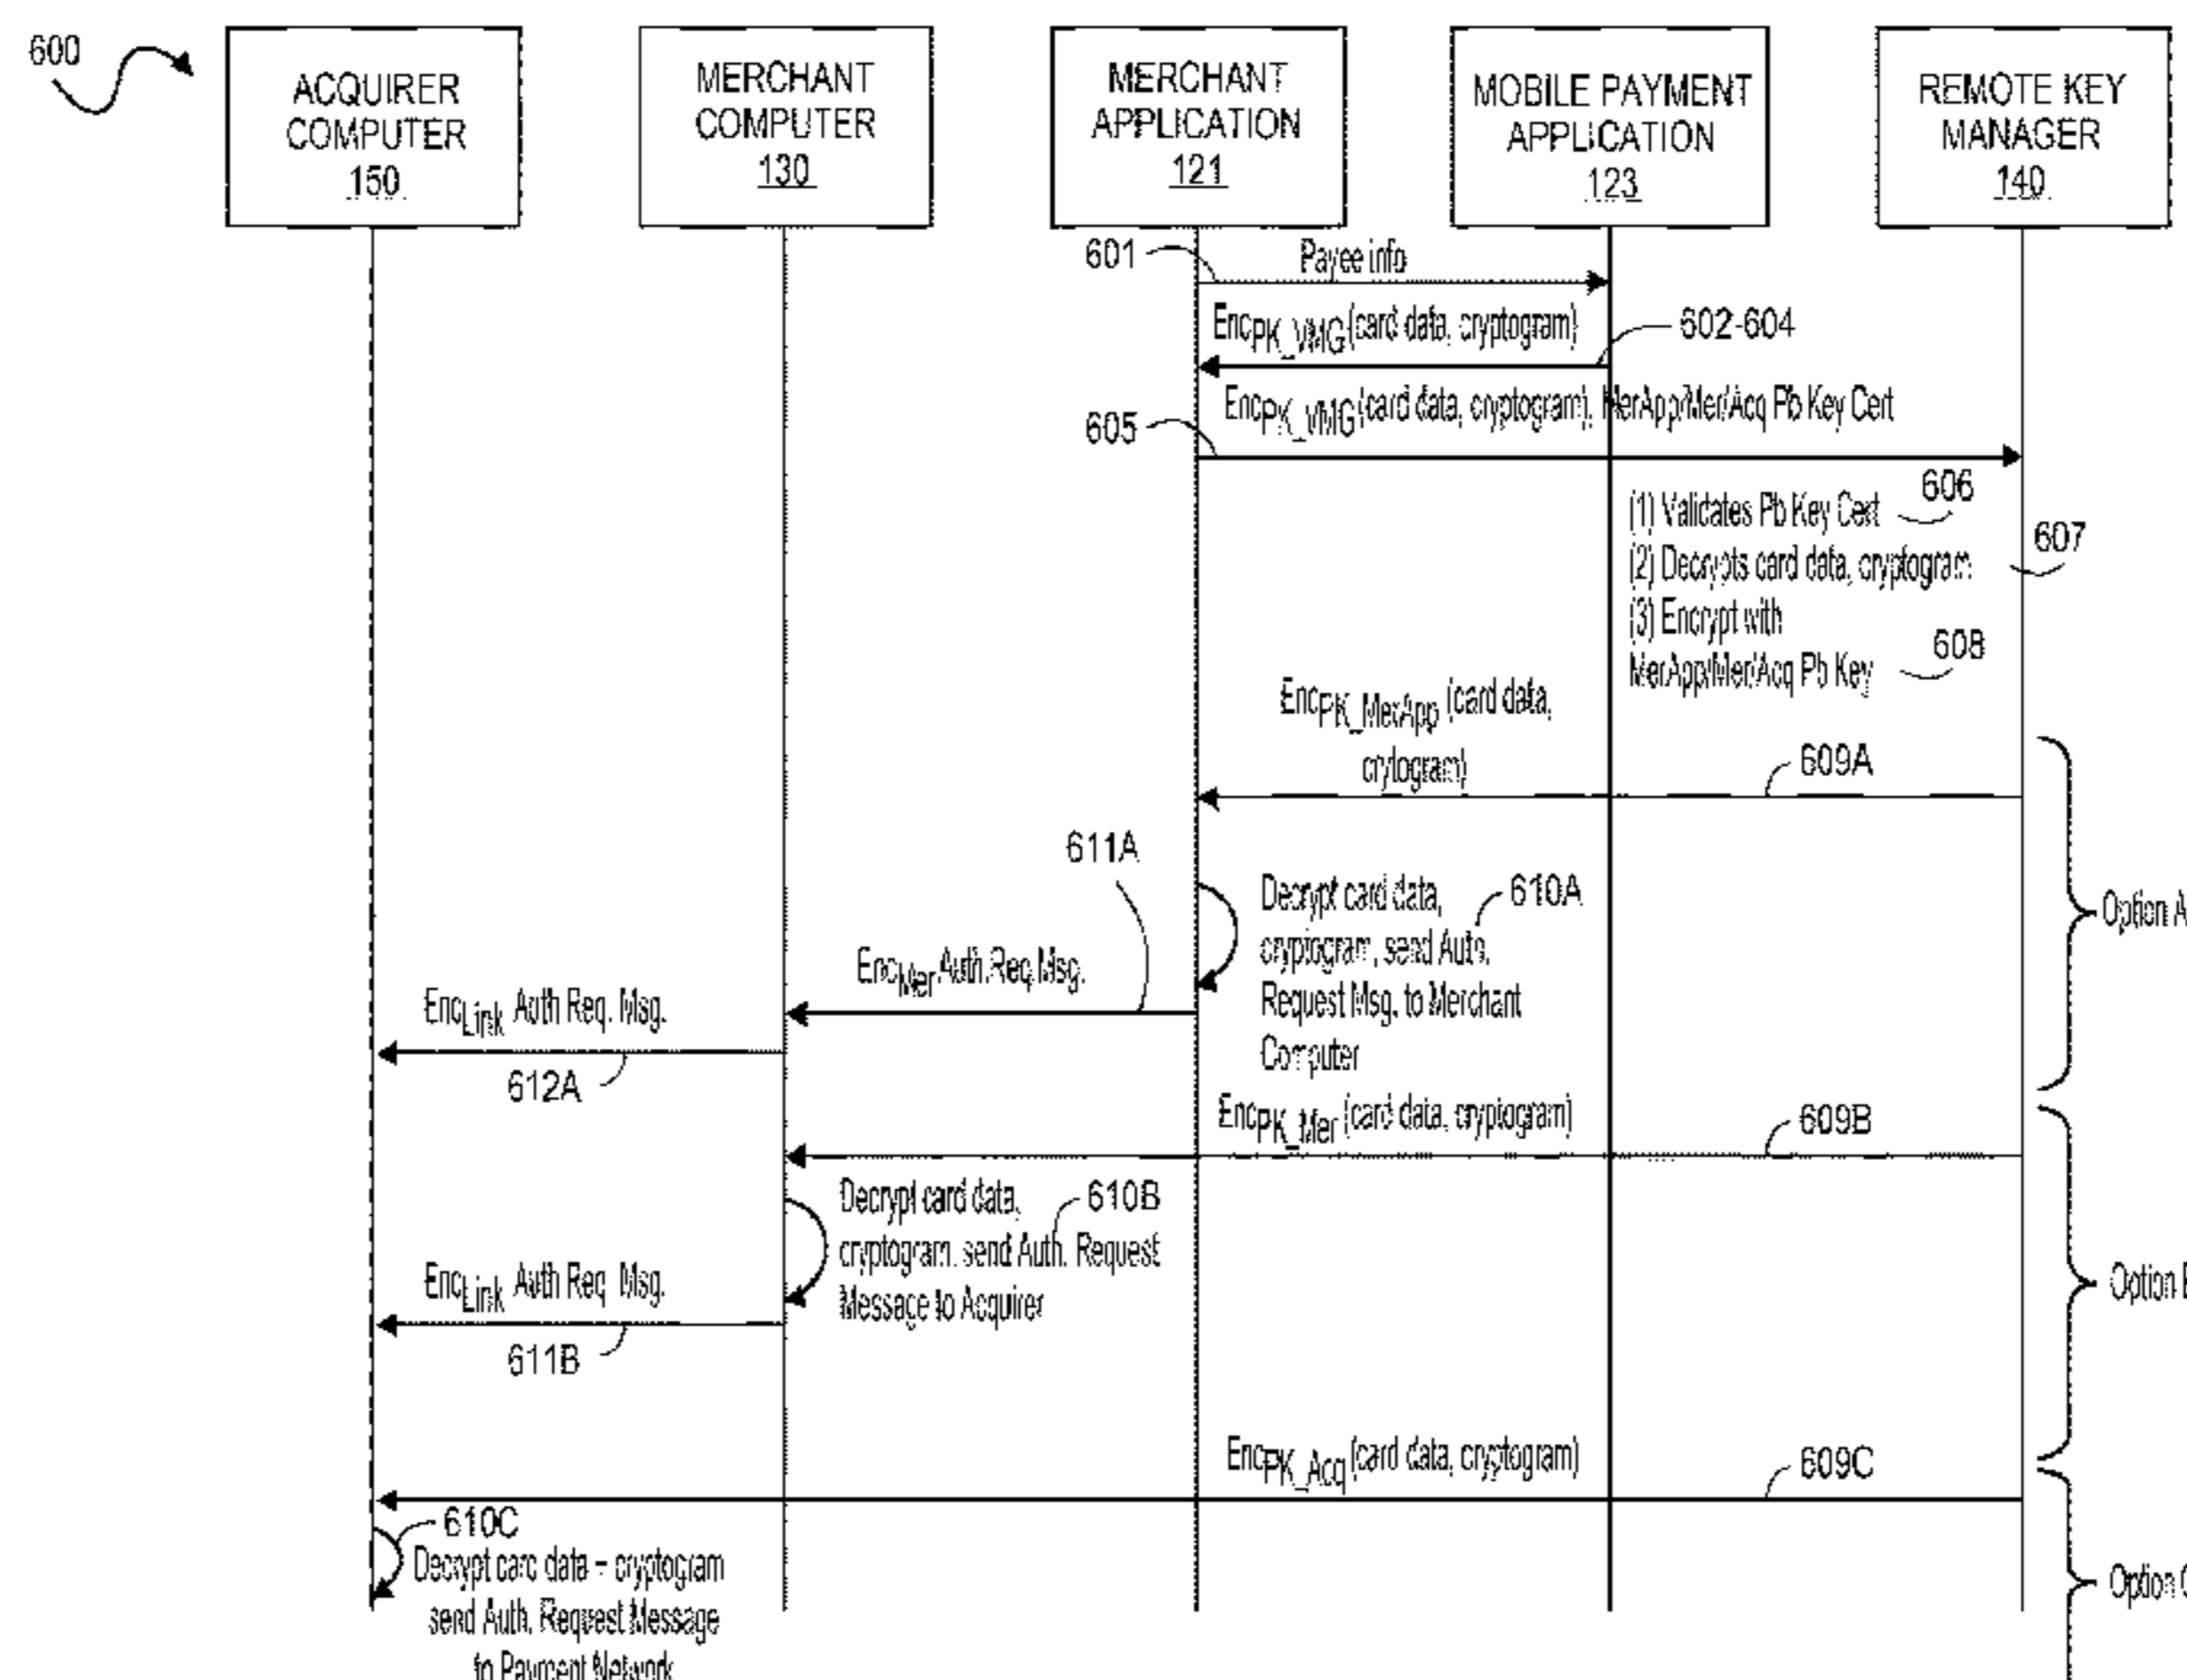 600
ACQUIRER
COMPUTER
150
MERCHANT
COMPUTER
130
MERCHANT
APPLICATION
121
MOBILE PAYMENT
APPLICATION
123
REMOTE KEY
MANAGER
140
601
Payee info
EncPK_VMG (card data, cryptogram)
602-604
EncPK_VMG (card data, cryptogram), MerApp/Mer/Acq Pb Key Cert
605
(1) Validates Pb Key Cert
606
(2) Decrypts card data, cryptogram
607
(3) Encrypt with
MerApp/Mer/Acq Pb Key
608
EncPK_MerApp (card data,
crytogram)
609A
Option A
611A
Decrypt card data,
610A
cryptogram, send Auth.
Request Msg. to Merchant
Computer
EncMer Auth.Req.Msg.
EncLink Auth Req. Msg.
612A
EncPK_Mer (card data, cryptogram)
609B
Decrypt card data,
610B
cryptogram, send Auth. Request
Message to Acquirer
EncLink Auth Req Msg.
611B
Option
EncPK_Acq (card data, cryptogram)
609C
610C
Decrypt card data – cryptogram
send Auth. Request Message
to Payment Network
Option